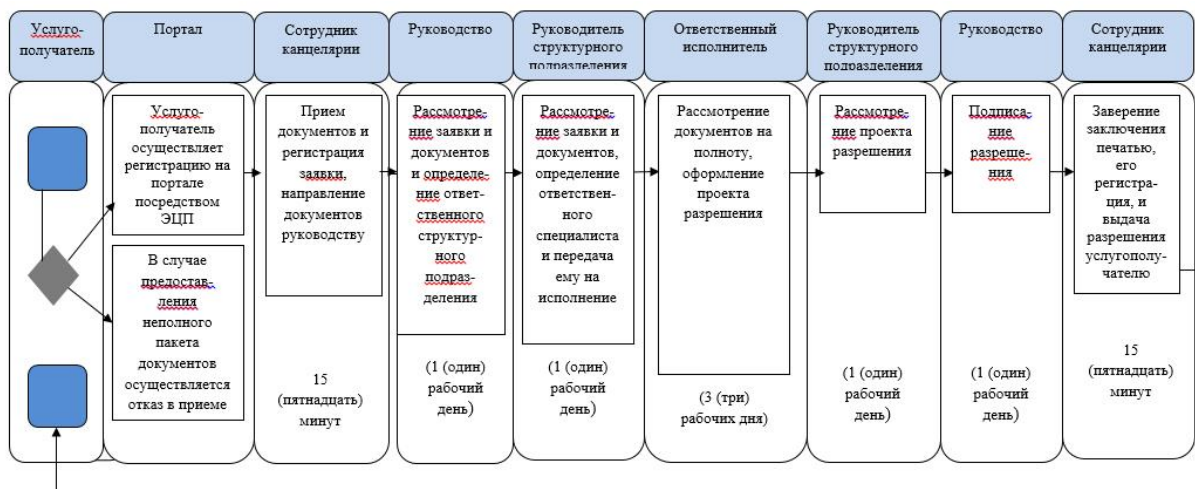 Услуго-
получатель
Портал
Сотрудник
канцелярии
Руководство
Руководитель
структурного
подразделения
Ответственный
исполнитель
Руководитель
структурного
подразделения
Руководство
Сотрудник
канцелярии
Услуго-
получатель
осуществляет
регистрацию на
портале
посредством
ЭЦП
В случае
предостав-
ления
неполного
пакета
документов
осуществляется
отказ в приеме
Прием
документов и
регистрация
заявки,
направление
документов
руководству
15
(пятнадцать)
минут
Рассмотре-
ние заявки и
документов
и определе-
ние ответ-
ственного
структур-
ного
подраз-
деления
(1 (один)
рабочий
день)
Рассмотре-
ние заявки и
документов,
определение
ответствен-
ного
специалиста
и передача
ему на
исполнение
(1 (один)
рабочий
день)
Рассмотрение
документов на
полноту,
оформление
проекта
разрешения
(3 (три)
рабочих дня)
Рассмотре-
ние проекта
разрешения
(1 (один)
рабочий
день)
Подписа-
ние
разреше-
ния
(1 (один)
рабочий
день)
Заверение
заключения
печатью,
его
регистра-
ция, и
выдача
разрешения
услугополу-
чателю
15
(пятнадцать)
минут